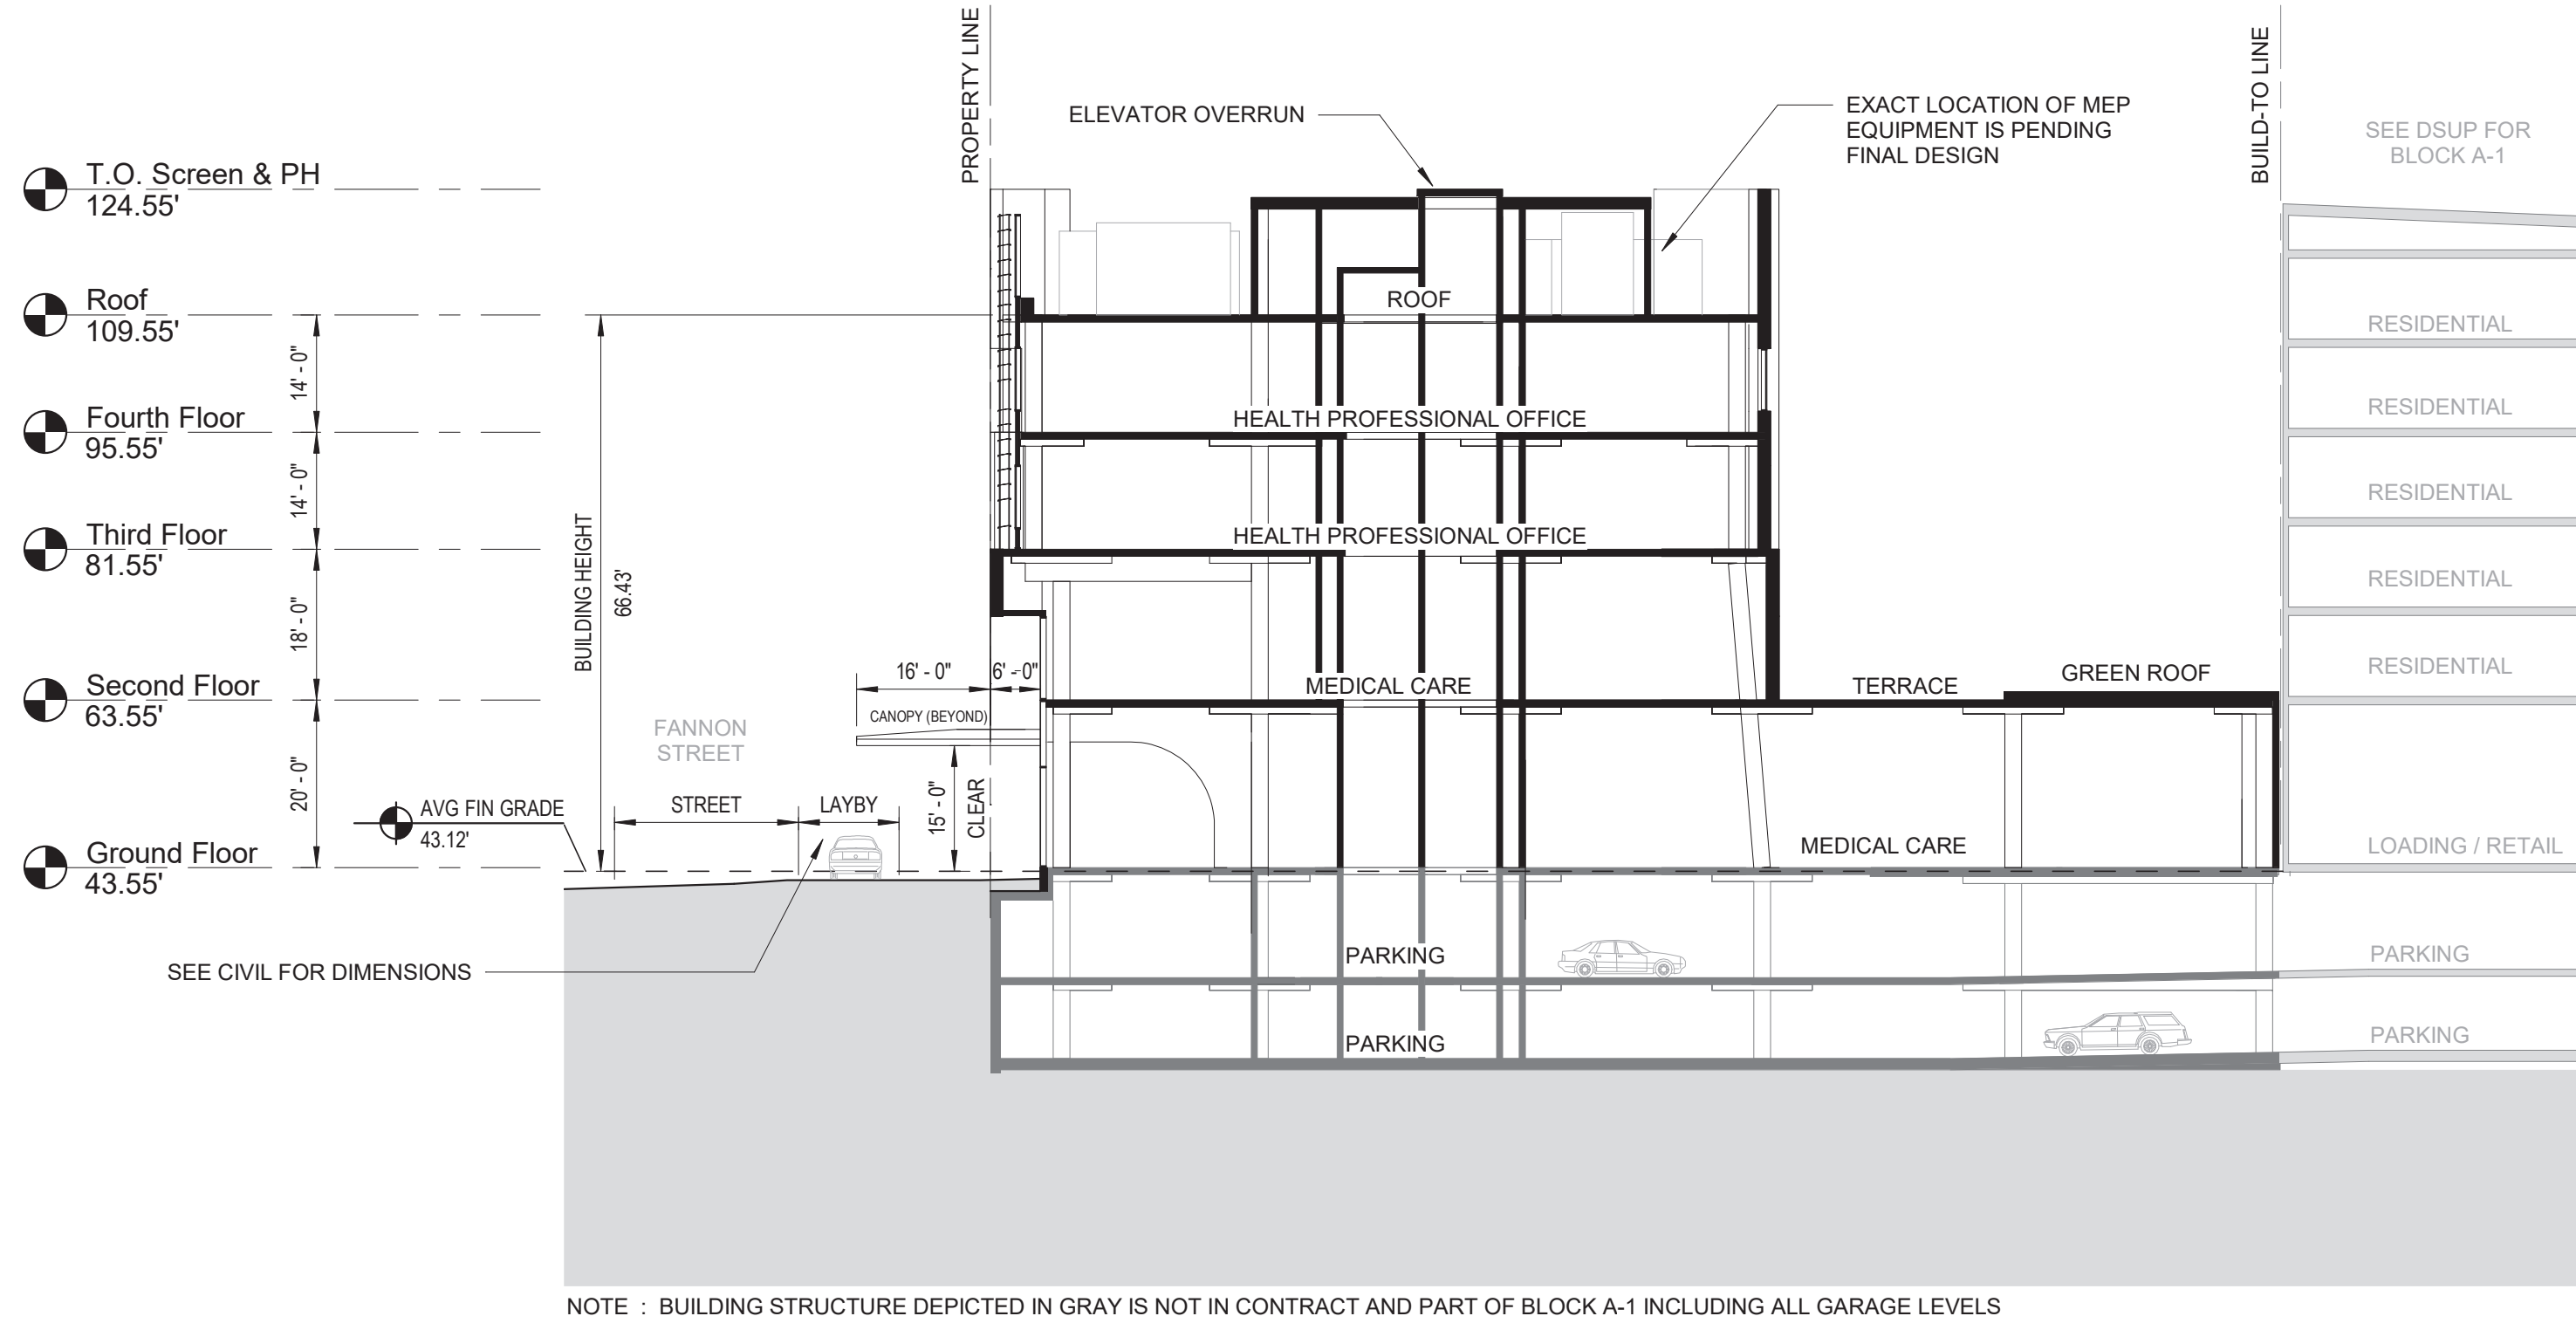 PROPERTY LINE
BUILD-TO LINE
ELEVATOR OVERRUN
EXACT LOCATION OF MEP
EQUIPMENT IS PENDING
FINAL DESIGN
SEE DSUP FOR
BLOCK A-1
T.O. Screen & PH
124.55'
Roof
109.55'
14' - 0"
Fourth Floor
95.55'
14' - 0"
Third Floor
81.55'
18' - 0"
Second Floor
63.55'
20' - 0"
Ground Floor
43.55'
BUILDING HEIGHT
66.43'
AVG FIN GRADE
43.12'
FANNON
STREET
STREET
LAYBY
16' - 0"
6' - 0"
CANOPY (BEYOND)
15' - 0"
CLEAR
SEE CIVIL FOR DIMENSIONS
ROOF
HEALTH PROFESSIONAL OFFICE
HEALTH PROFESSIONAL OFFICE
MEDICAL CARE
TERRACE
GREEN ROOF
MEDICAL CARE
PARKING
PARKING
RESIDENTIAL
RESIDENTIAL
RESIDENTIAL
RESIDENTIAL
RESIDENTIAL
LOADING / RETAIL
PARKING
PARKING
NOTE : BUILDING STRUCTURE DEPICTED IN GRAY IS NOT IN CONTRACT AND PART OF BLOCK A-1 INCLUDING ALL GARAGE LEVELS